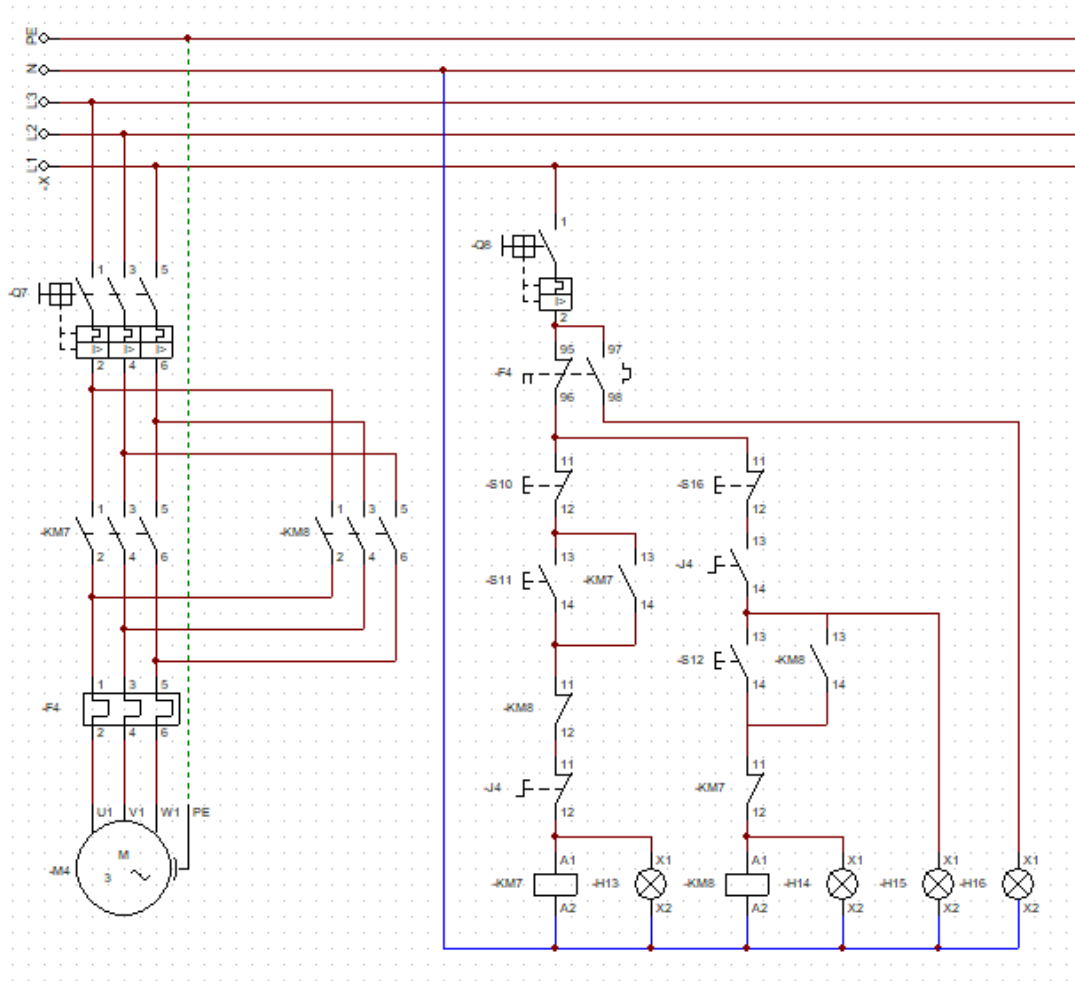 PE
N
L3
L2
L1
-X
1
-Q8
I>
2
1 3 5
-Q7
I> I> I>
2 4 6
95 97
-F4
96 98
11 11
-S10 -S16
12 12
1 3 5 1 3 5
-KM7 -KM8
2 4 6 2 4 6
13 13 13
-S11 -KM7 -J4
14 14 14
13 13
-S12 -KM8
14 14
1 3 5
-F4
2 4 6
11
-KM8
12
11 11
-J4 -KM7
12 12
U1 V1 W1 PE
M
-M4
3
A1 X1 A1 X1 X1 X1
-KM7 -H13 -KM8 -H14 -H15 -H16
A2 X2 A2 X2 X2 X2